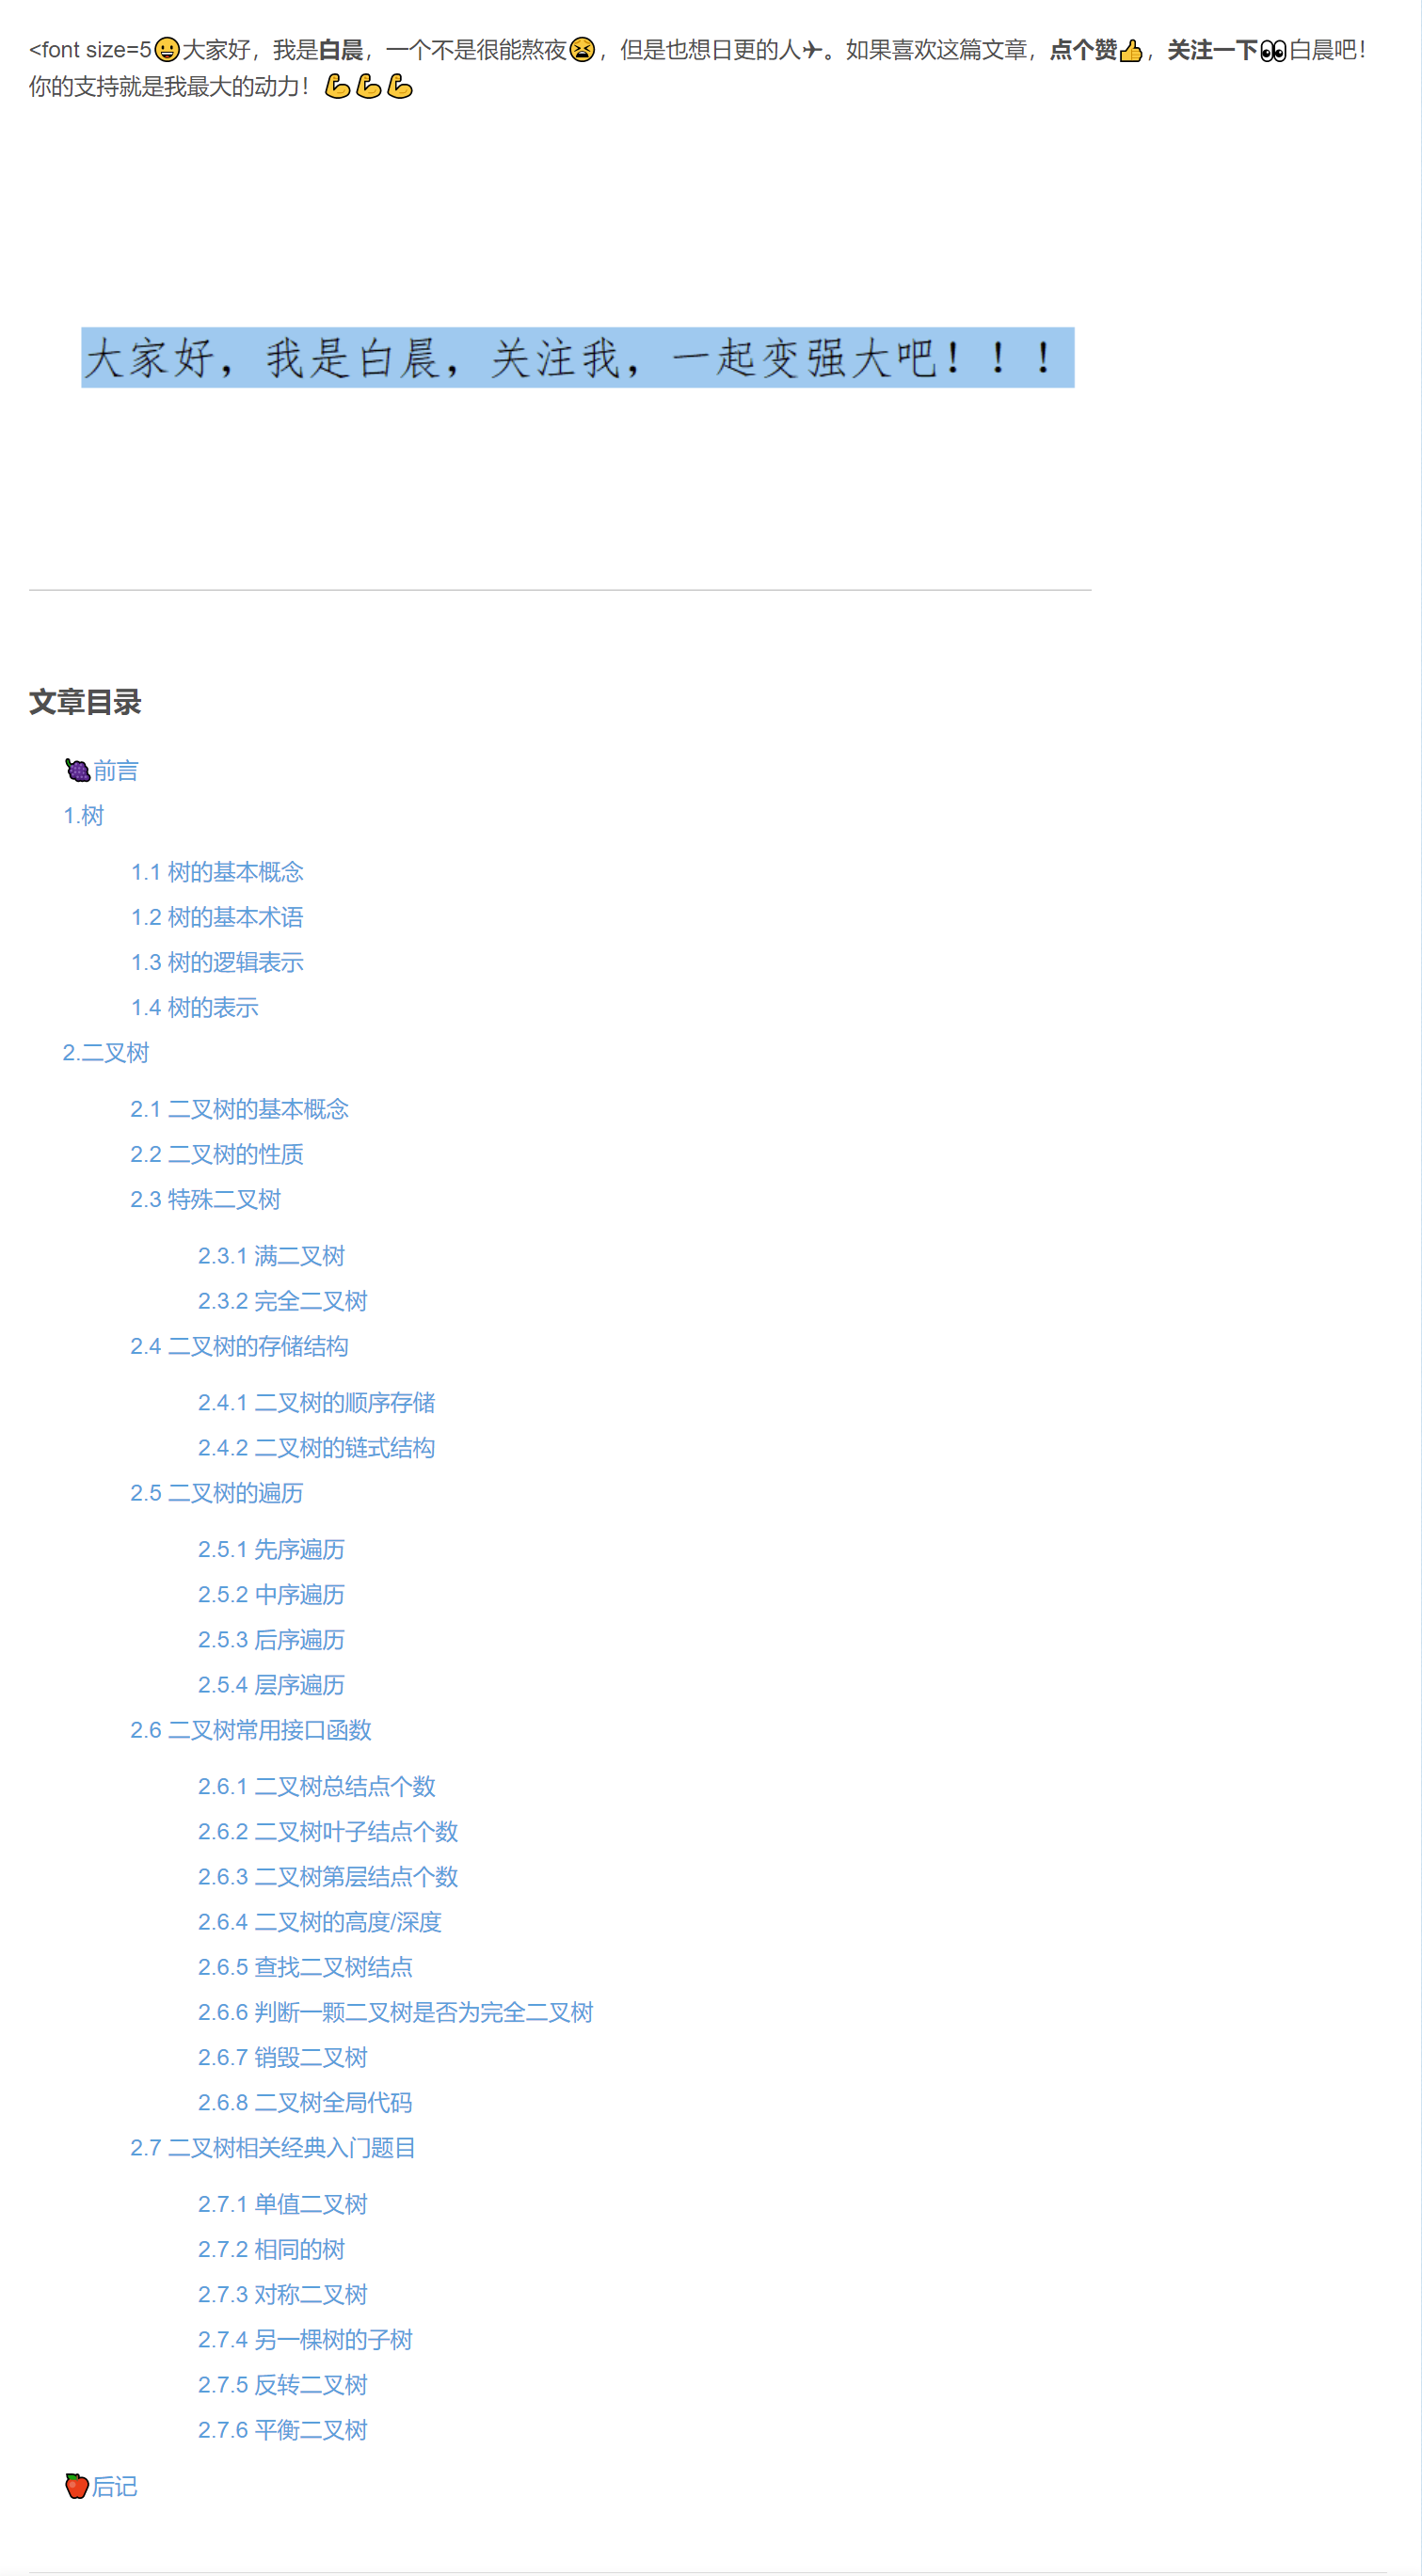 <font size=5😀大家好，我是白晨，一个不是很能熬夜😫，但是也想日更的人✈。如果喜欢这篇文章，点个赞👍，关注一下👀白晨吧！
你的支持就是我最大的动力！💪💪💪
大家好，我是白晨，关注我，一起变强大吧！！！
文章目录
🍇前言
1.树
1.1 树的基本概念
1.2 树的基本术语
1.3 树的逻辑表示
1.4 树的表示
2.二叉树
2.1 二叉树的基本概念
2.2 二叉树的性质
2.3 特殊二叉树
2.3.1 满二叉树
2.3.2 完全二叉树
2.4 二叉树的存储结构
2.4.1 二叉树的顺序存储
2.4.2 二叉树的链式结构
2.5 二叉树的遍历
2.5.1 先序遍历
2.5.2 中序遍历
2.5.3 后序遍历
2.5.4 层序遍历
2.6 二叉树常用接口函数
2.6.1 二叉树总结点个数
2.6.2 二叉树叶子结点个数
2.6.3 二叉树第层结点个数
2.6.4 二叉树的高度/深度
2.6.5 查找二叉树结点
2.6.6 判断一颗二叉树是否为完全二叉树
2.6.7 销毁二叉树
2.6.8 二叉树全局代码
2.7 二叉树相关经典入门题目
2.7.1 单值二叉树
2.7.2 相同的树
2.7.3 对称二叉树
2.7.4 另一棵树的子树
2.7.5 反转二叉树
2.7.6 平衡二叉树
🍎后记